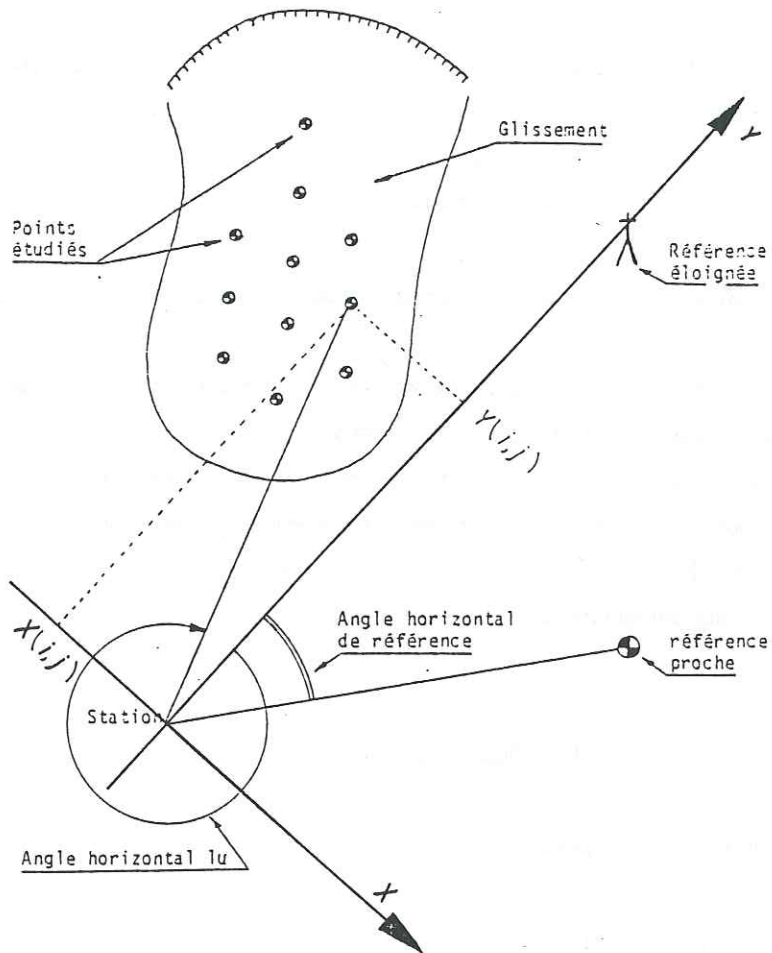 Glissement
Y
Points
étudiés
Référence
éloignée
Y(i,j)
Angle horizontal
de référence
référence
proche
X(i,j)
Station
Angle horizontal lu
X